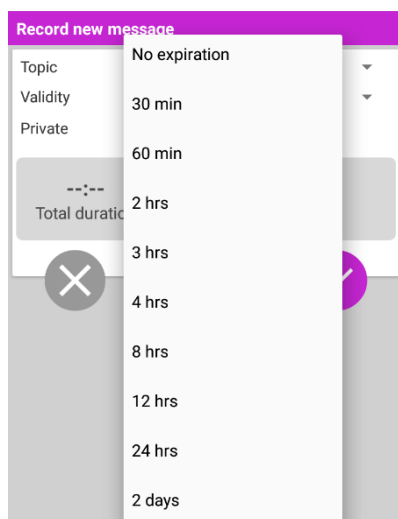 Record new message
Topic
Validity
Private
--:--
Total duratio
No expiration
30 min
60 min
2 hrs
3 hrs
4 hrs
8 hrs
12 hrs
24 hrs
2 days